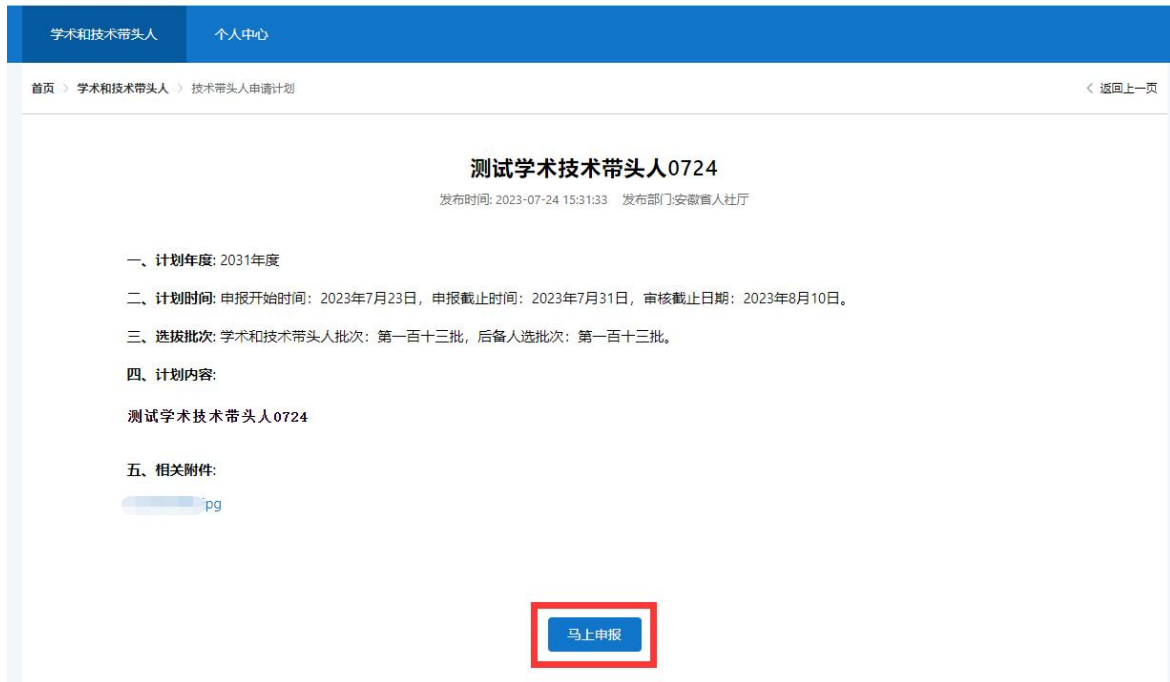 学术和技术带头人 个人中心
首页 > 学术和技术带头人 > 技术带头人申请计划 < 返回上一页
测试学术技术带头人0724
发布时间: 2023-07-24 15:31:33 发布部门:安徽省人社厅
一、计划年度: 2031年度
二、计划时间: 申报开始时间：2023年7月23日，申报截止时间：2023年7月31日，审核截止日期：2023年8月10日。
三、选拔批次: 学术和技术带头人批次：第一百十三批，后备人选批次：第一百十三批。
四、计划内容:
测试学术技术带头人0724
五、相关附件:
jpg
马上申报